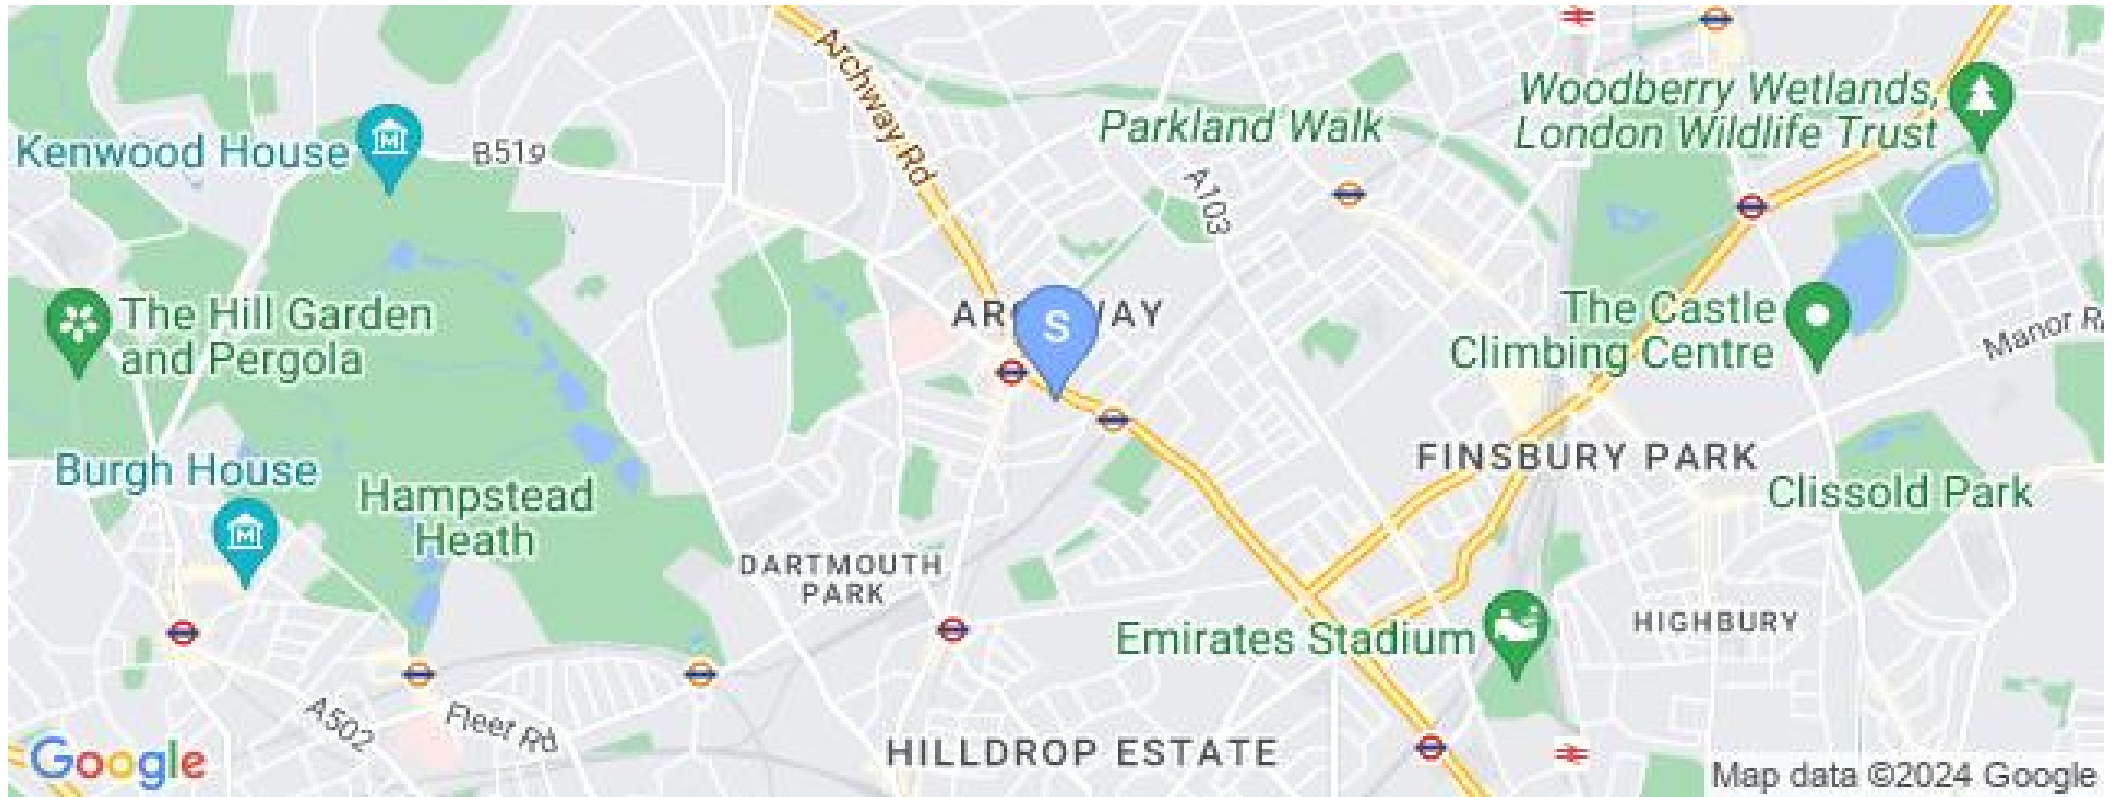 Archway Rd
Woodberry Wetlands,
London Wildlife Trust
Parkland Walk
Kenwood House
B519
A103
The Hill Garden
and Pergola
S
The Castle
Climbing Centre
Manor
Burgh House
FINSBURY PARK
Hampstead
Heath
Clissold Park
DARTMOUTH
PARK
Emirates Stadium
HIGHBURY
A502
Fleet Rd
HILLDROP ESTATE
Google
Map data ©2024 Google